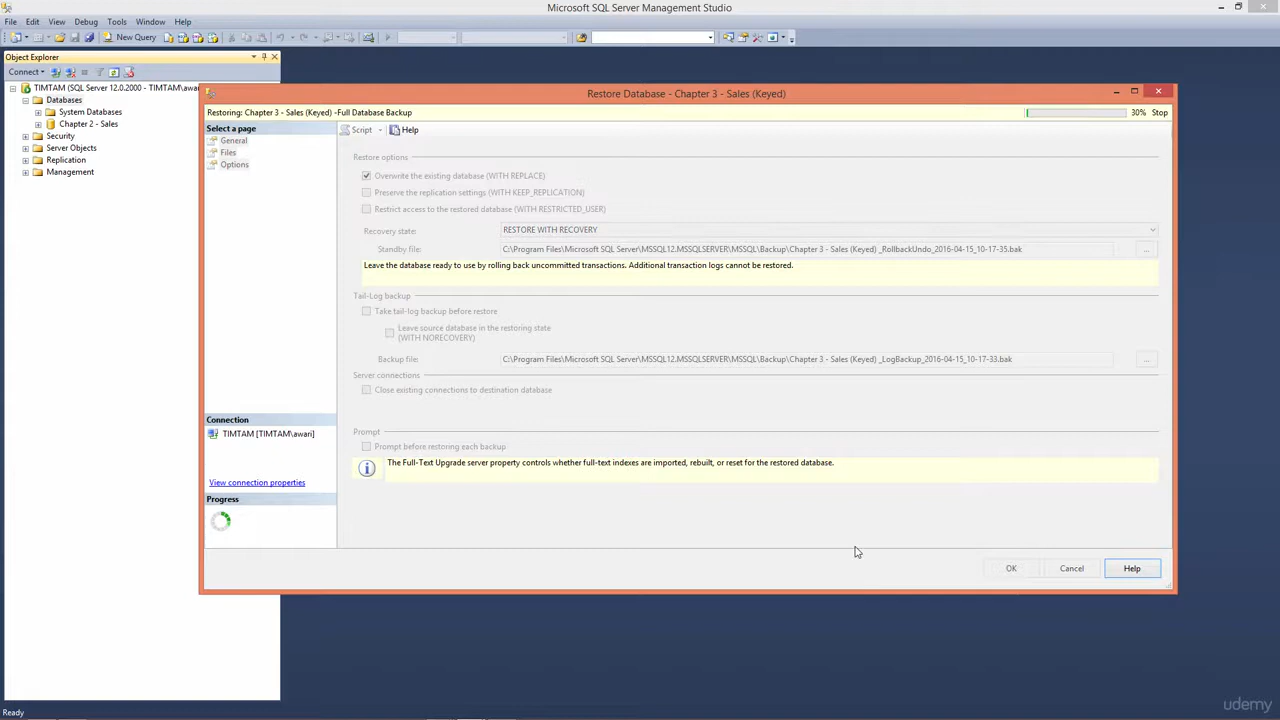 Microsoft SQL Server Management Studio
File Edit View Debug Tools Window Help
New Query
Object Explorer
Connect
TIMTAM (SQL Server 12.0.2000 - TIMTAM\awar
Databases
System Databases
Chapter 2 - Sales
Security
Server Objects
Replication
Management
Restore Database - Chapter 3 - Sales (Keyed)
Restoring: Chapter 3 - Sales (Keyed) -Full Database Backup
30% Stop
Select a page
General
Files
Options
Script Help
Restore options
Overwrite the existing database (WITH REPLACE)
Preserve the replication settings (WITH KEEP_REPLICATION)
Restrict access to the restored database (WITH RESTRICTED_USER)
Recovery state: RESTORE WITH RECOVERY
Standby file: C:\Program Files\Microsoft SQL Server\MSSQL12.MSSQLSERVER\MSSQL\Backup\Chapter 3 - Sales (Keyed) _RollbackUndo_2016-04-15_10-17-35.bak ...
Leave the database ready to use by rolling back uncommitted transactions. Additional transaction logs cannot be restored.
Tail-Log backup
Take tail-log backup before restore
Leave source database in the restoring state
(WITH NORECOVERY)
Backup file: C:\Program Files\Microsoft SQL Server\MSSQL12.MSSQLSERVER\MSSQL\Backup\Chapter 3 - Sales (Keyed) _LogBackup_2016-04-15_10-17-33.bak ...
Server connections
Close existing connections to destination database
Prompt
Prompt before restoring each backup
The Full-Text Upgrade server property controls whether full-text indexes are imported, rebuilt, or reset for the restored database.
Connection
TIMTAM [TIMTAM\awari]
View connection properties
Progress
OK Cancel Help
Ready
udemy